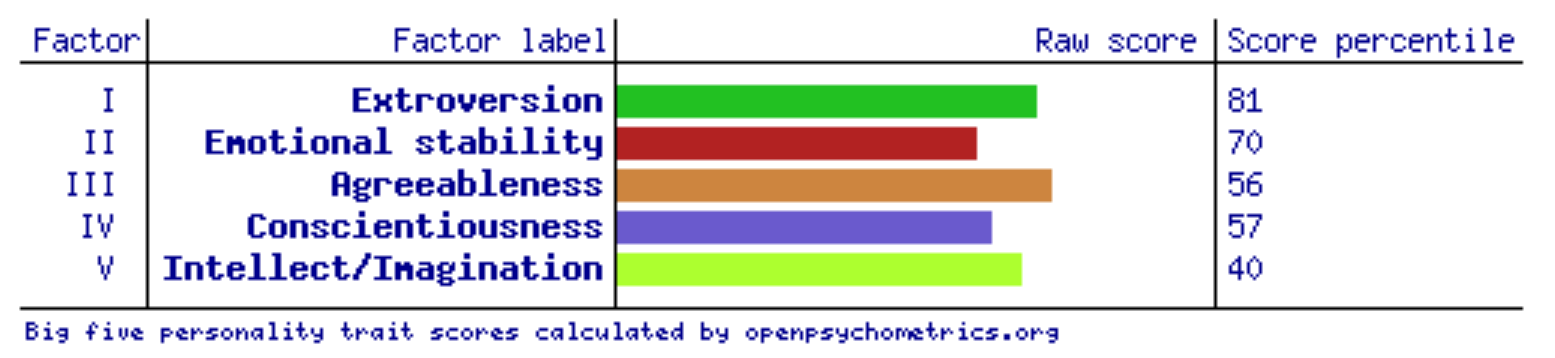 Factor Factor label Raw score Score percentile
I Extroversion 81
II Emotional stability 70
III Agreeableness 56
IV Conscientiousness 57
V Intellect/Imagination 40
Big five personality trait scores calculated by openpsychometrics.org